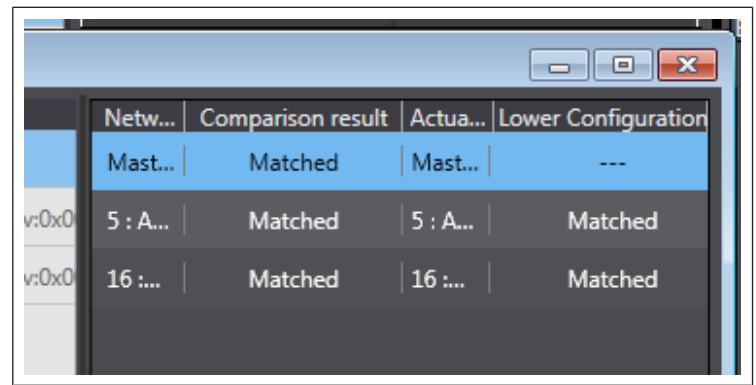 Netw... Comparison result Actua... Lower Configuration
Mast... Matched Mast... ---
v:0x0 5 : A... Matched 5 : A... Matched
v:0x0 16 :... Matched 16 :... Matched